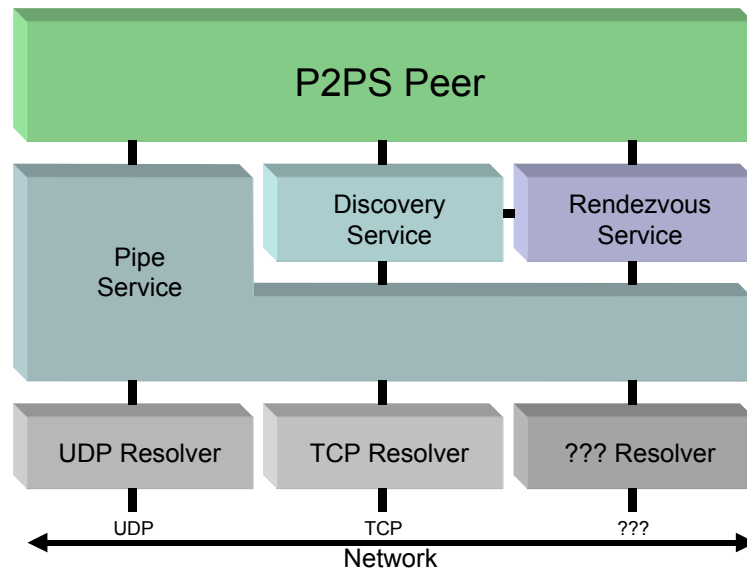 P2PS Peer
Discovery
Service
Rendezvous
Service
Pipe
Service
UDP Resolver
TCP Resolver
??? Resolver
UDP
TCP
???
Network